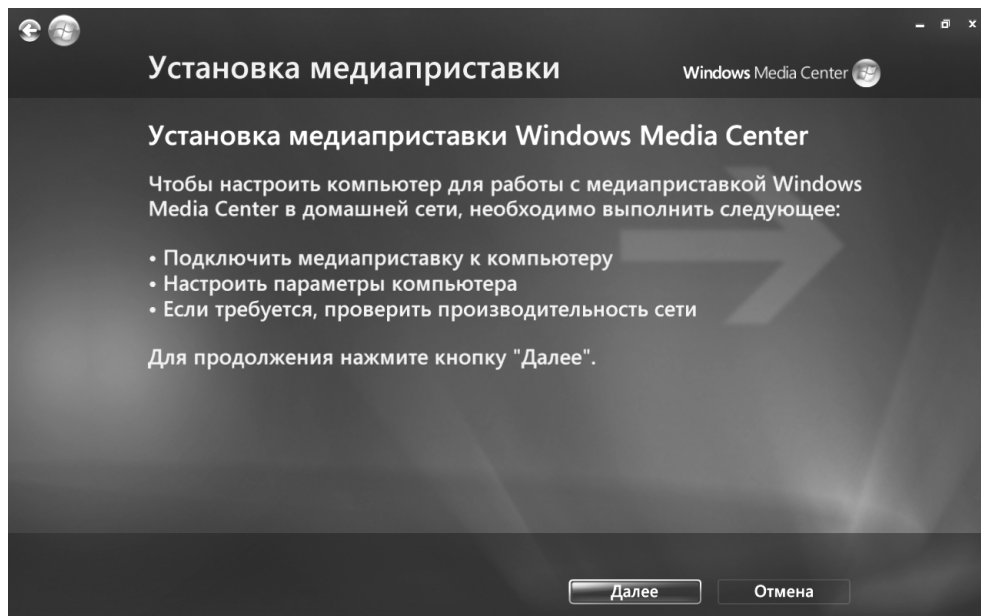 Установка медиаприставки
Windows Media Center
Установка медиаприставки Windows Media Center
Чтобы настроить компьютер для работы с медиаприставкой Windows
Media Center в домашней сети, необходимо выполнить следующее:
• Подключить медиаприставку к компьютеру
• Настроить параметры компьютера
• Если требуется, проверить производительность сети
Для продолжения нажмите кнопку "Далее".
Далее
Отмена